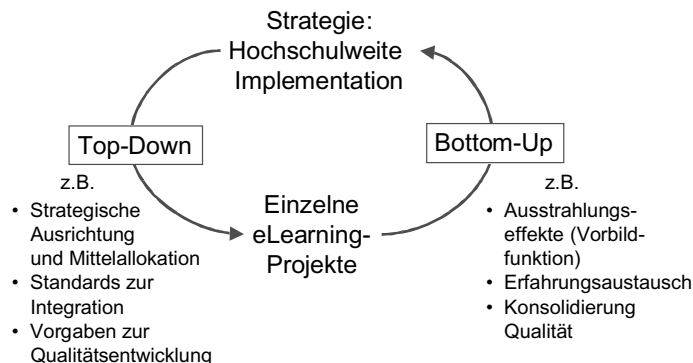 Strategie:
Hochschulweite
Implementation
Top-Down
z.B.
• Strategische
Ausrichtung
und Mittelallokation
• Standards zur
Integration
• Vorgaben zur
Qualitätsentwicklung
Einzelne
eLearning-
Projekte
Bottom-Up
z.B.
• Ausstrahlungs-
effekte (Vorbild-
funktion)
• Erfahrungsaustausch
• Konsolidierung
Qualität